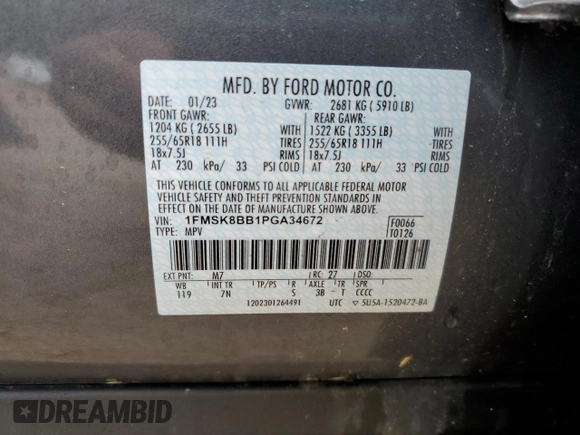 MFD. BY FORD MOTOR CO.
DATE: 01/23 GVWR: 2681 KG ( 5910 LB)
FRONT GAWR: REAR GAWR:
1204 KG ( 2655 LB) WITH 1522 KG ( 3355 LB) WITH
255/65R18 111H TIRES 255/65R18 111H TIRES
18x7.5J RIMS 18x7.5J RIMS
AT 230 kPa/ 33 PSI COLD AT 230 kPa/ 33 PSI COLD
THIS VEHICLE CONFORMS TO ALL APPLICABLE FEDERAL MOTOR
VEHICLE SAFETY AND THEFT PREVENTION STANDARDS IN
EFFECT ON THE DATE OF MANUFACTURE SHOWN ABOVE.
VIN: 1FMSK8BB1PGA34672 F0066
TYPE: MPV T0126
EXT PNT: M7 RC: 27 DSO:
WB INT TR TP/PS R AXLE TR SPR
119 7N S 3B - T CCCC
1202301264491 UTC ▽ 5U5A-1520472-BA
DREAMBID